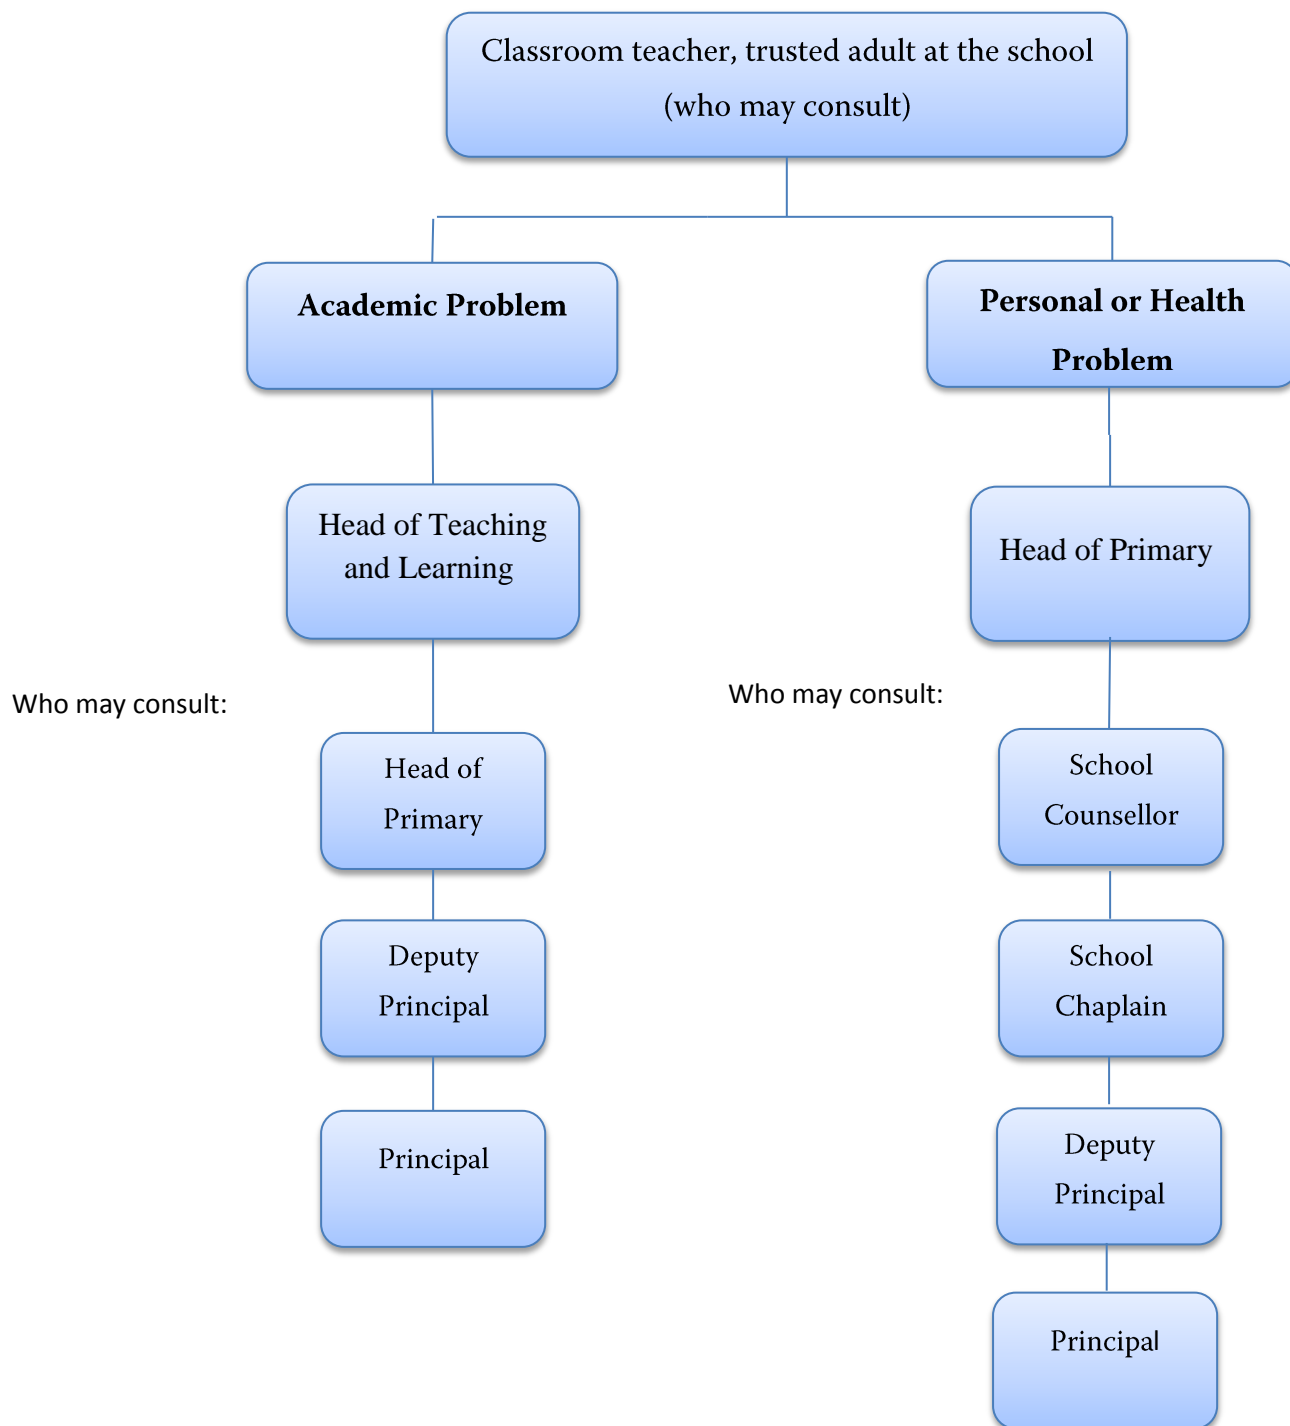 Classroom teacher, trusted adult at the school
(who may consult)
Academic Problem
Head of Teaching
and Learning
Who may consult:
Head of
Primary
Deputy
Principal
Principal
Personal or Health
Problem
Head of Primary
Who may consult:
School
Counsellor
School
Chaplain
Deputy
Principal
Principal